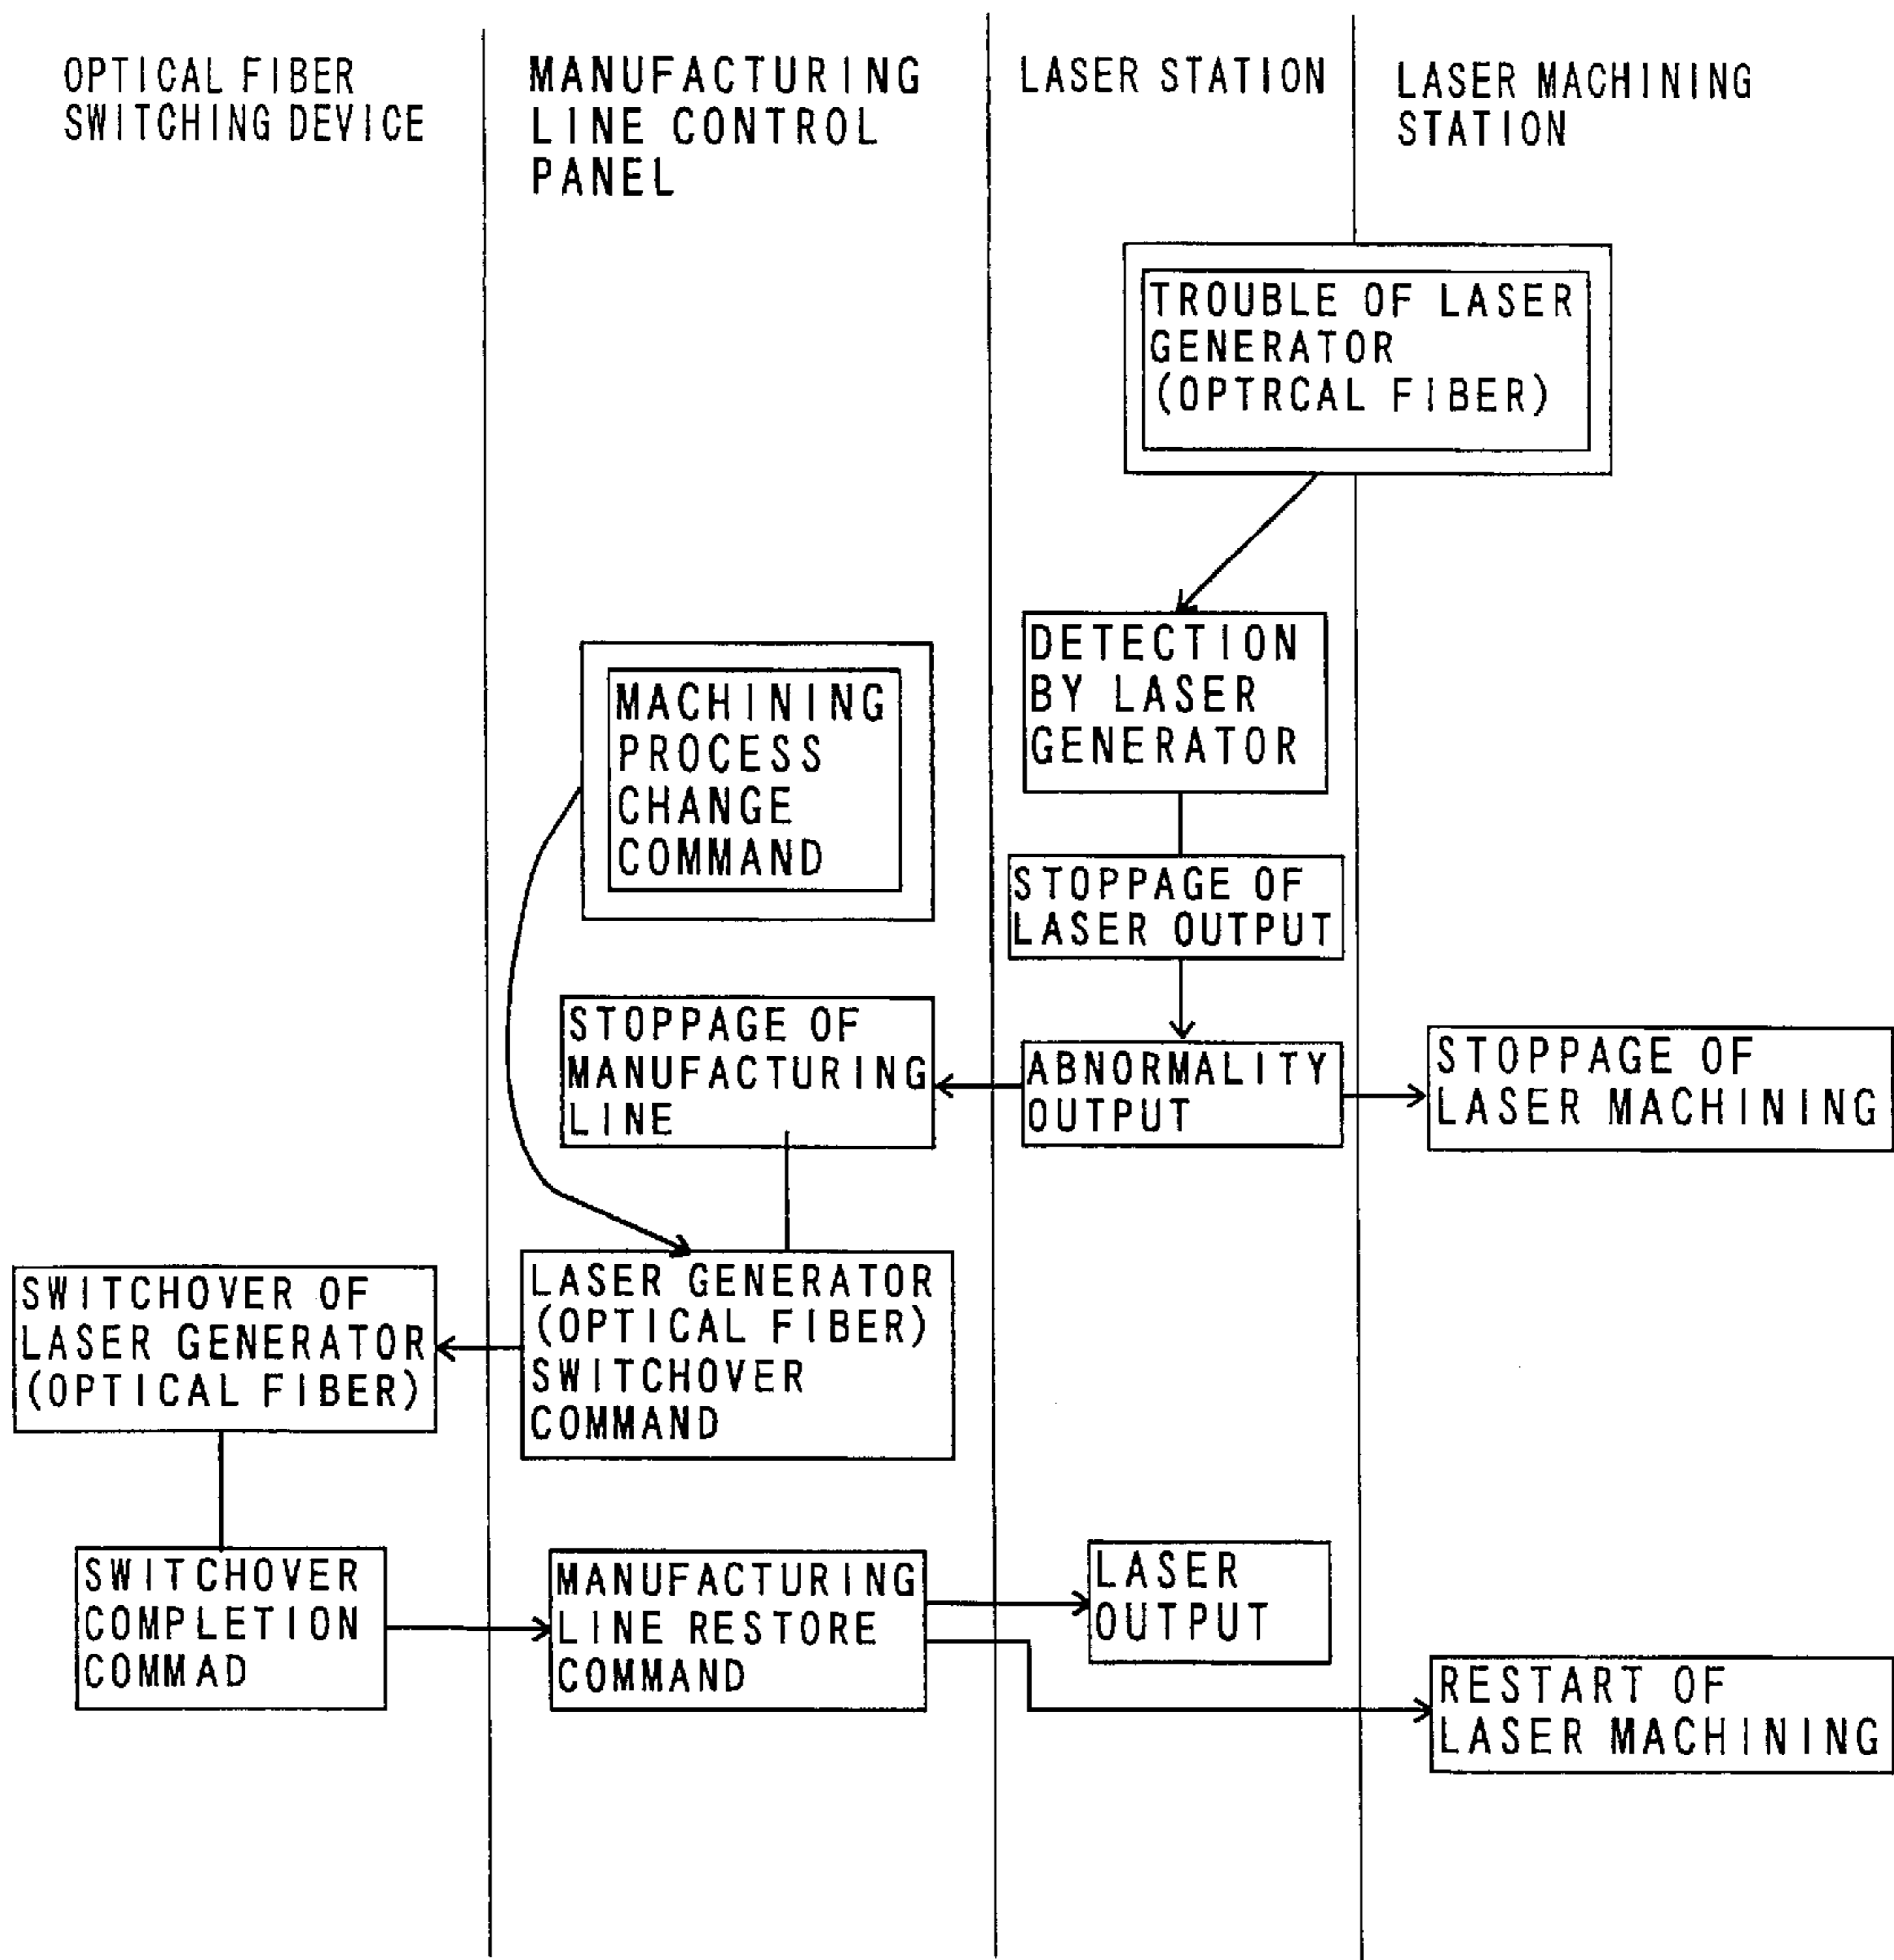 OPTICAL FIBER
SWITCHING DEVICE
MANUFACTURING
LINE CONTROL
PANEL
LASER STATION
LASER MACHINING
STATION
TROUBLE OF LASER
GENERATOR
(OPTRCAL FIBER)
DETECTION
BY LASER
GENERATOR
MACHINING
PROCESS
CHANGE
COMMAND
STOPPAGE OF
LASER OUTPUT
STOPPAGE OF
MANUFACTURING
LINE
ABNORMALITY
OUTPUT
STOPPAGE OF
LASER MACHINING
SWITCHOVER OF
LASER GENERATOR
(OPTICAL FIBER)
LASER GENERATOR
(OPTICAL FIBER)
SWITCHOVER
COMMAND
SWITCHOVER
COMPLETION
COMMAD
MANUFACTURING
LINE RESTORE
COMMAND
LASER
OUTPUT
RESTART OF
LASER MACHINING